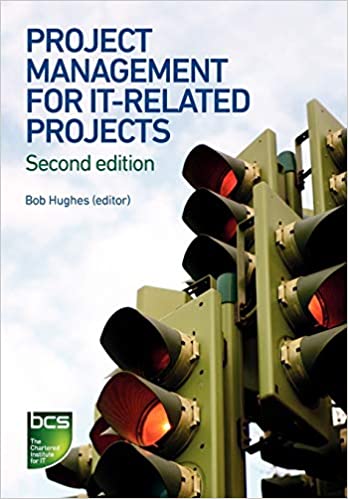 PROJECT
MANAGEMENT
FOR IT-RELATED
PROJECTS
Second edition
Bob Hughes (editor)
bcs
The
Chartered
Institute
for IT